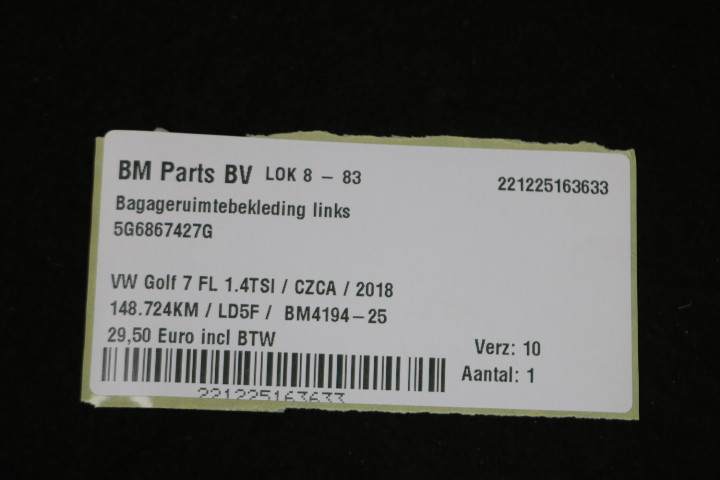 BM Parts BV LOK 8 - 83 221225163633
Bagageruimtebekleding links
5G6867427G
VW Golf 7 FL 1.4TSI / CZCA / 2018
148.724KM / LD5F / BM4194-25
29,50 Euro incl BTW
Verz: 10
Aantal: 1
221225163633